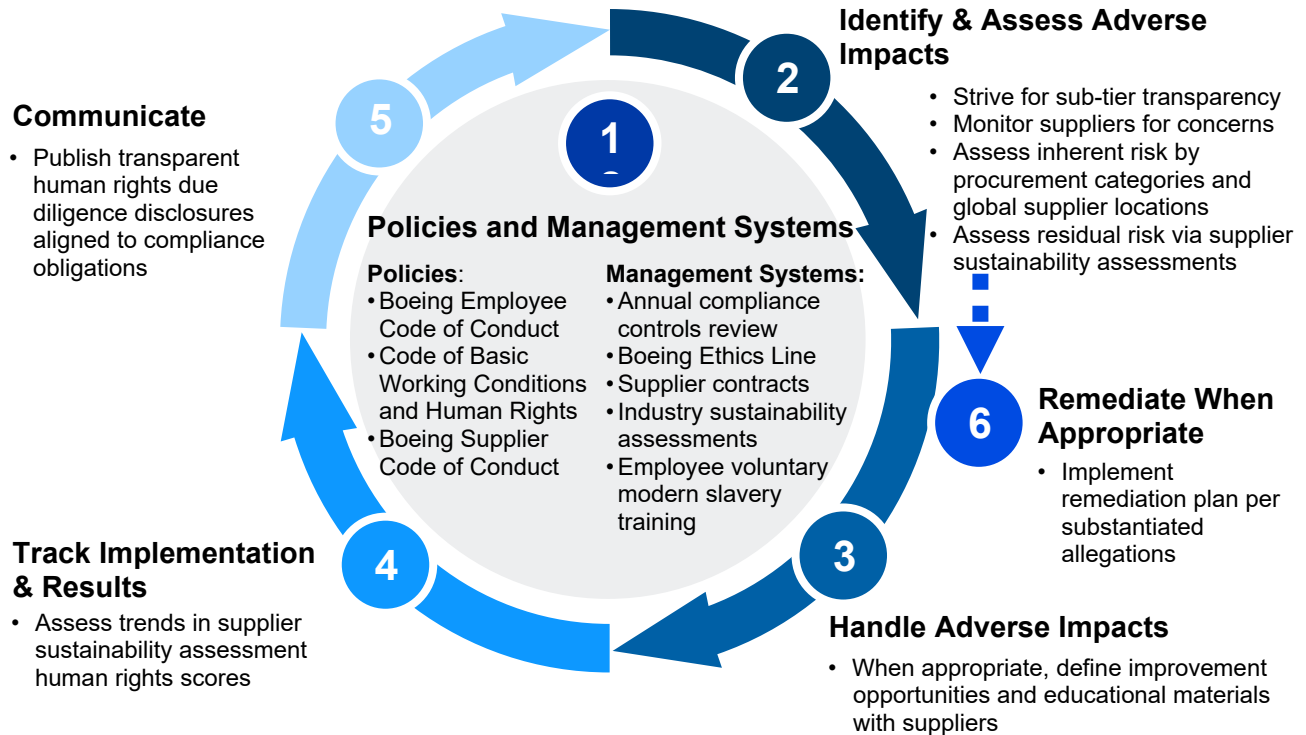 1
Policies and Management Systems
Policies:
•Boeing Employee
Code of Conduct
•Code of Basic
Working Conditions
and Human Rights
•Boeing Supplier
Code of Conduct
Management Systems:
•Annual compliance
controls review
•Boeing Ethics Line
•Supplier contracts
•Industry sustainability
assessments
•Employee voluntary
modern slavery
training
2
Identify & Assess Adverse
Impacts
• Strive for sub-tier transparency
• Monitor suppliers for concerns
• Assess inherent risk by
procurement categories and
global supplier locations
• Assess residual risk via supplier
sustainability assessments
3
Handle Adverse Impacts
• When appropriate, define improvement
opportunities and educational materials
with suppliers
4
Track Implementation
& Results
• Assess trends in supplier
sustainability assessment
human rights scores
5
Communicate
• Publish transparent
human rights due
diligence disclosures
aligned to compliance
obligations
6
Remediate When
Appropriate
• Implement
remediation plan per
substantiated
allegations